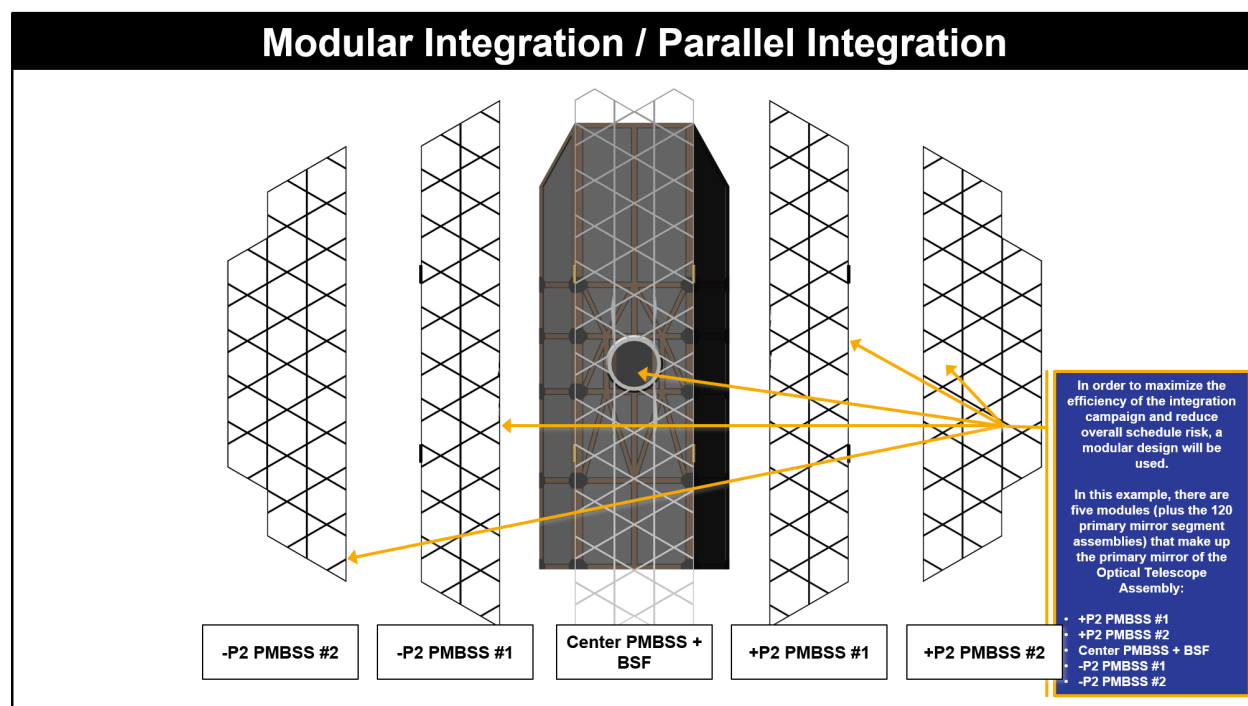 Modular Integration / Parallel Integration
In order to maximize the
efficiency of the integration
campaign and reduce
overall schedule risk, a
modular design will be
used.
In this example, there are
five modules (plus the 120
primary mirror segment
assemblies) that make up
the primary mirror of the
Optical Telescope
Assembly:
• +P2 PMBSS #1
• +P2 PMBSS #2
• Center PMBSS + BSF
• -P2 PMBSS #1
• -P2 PMBSS #2
-P2 PMBSS #2
-P2 PMBSS #1
Center PMBSS +
BSF
+P2 PMBSS #1
+P2 PMBSS #2